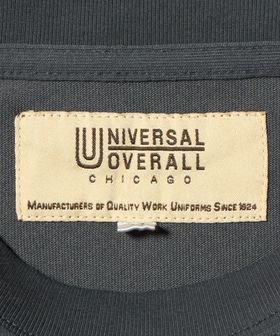 UNIVERSAL
OVERALL
CHICAGO
MANUFACTURERS OF QUALITY WORK UNIFORMS SINCE 1924